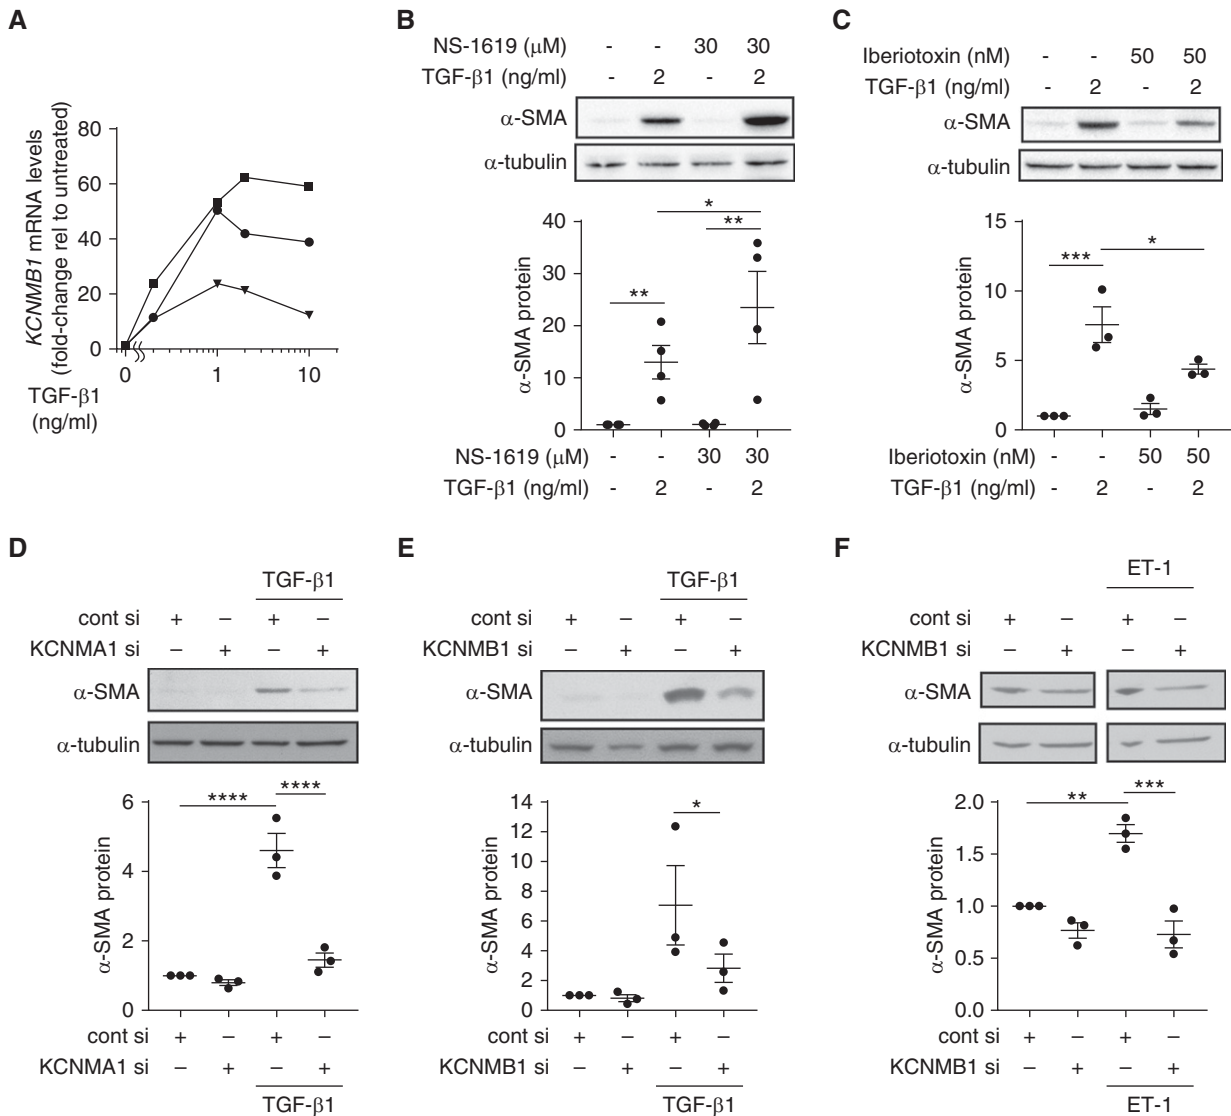 A
KCNMB1 mRNA levels
(fold-change rel to untreated)
80
60
40
20
0
0 1 10
TGF-β1
(ng/ml)
B
NS-1619 (μM) - - 30 30
TGF-β1 (ng/ml) - 2 - 2
α-SMA
α-tubulin
α-SMA protein
40
30
20
10
0
*
**
**
NS-1619 (μM) - - 30 30
TGF-β1 (ng/ml) - 2 - 2
C
Iberiotoxin (nM) - - 50 50
TGF-β1 (ng/ml) - 2 - 2
α-SMA
α-tubulin
α-SMA protein
15
10
5
0
***
*
Iberiotoxin (nM) - - 50 50
TGF-β1 (ng/ml) - 2 - 2
D
TGF-β1
cont si + – + –
KCNMA1 si – + – +
α-SMA
α-tubulin
α-SMA protein
6
4
2
0
****
****
cont si + – + –
KCNMA1 si – + – +
TGF-β1
E
TGF-β1
cont si + – + –
KCNMB1 si – + – +
α-SMA
α-tubulin
α-SMA protein
14
12
10
8
6
4
2
0
*
cont si + – + –
KCNMB1 si – + – +
TGF-β1
F
ET-1
cont si + – + –
KCNMB1 si – + – +
α-SMA
α-tubulin
α-SMA protein
2.0
1.5
1.0
0.5
0.0
**
***
cont si + – + –
KCNMB1 si – + – +
ET-1